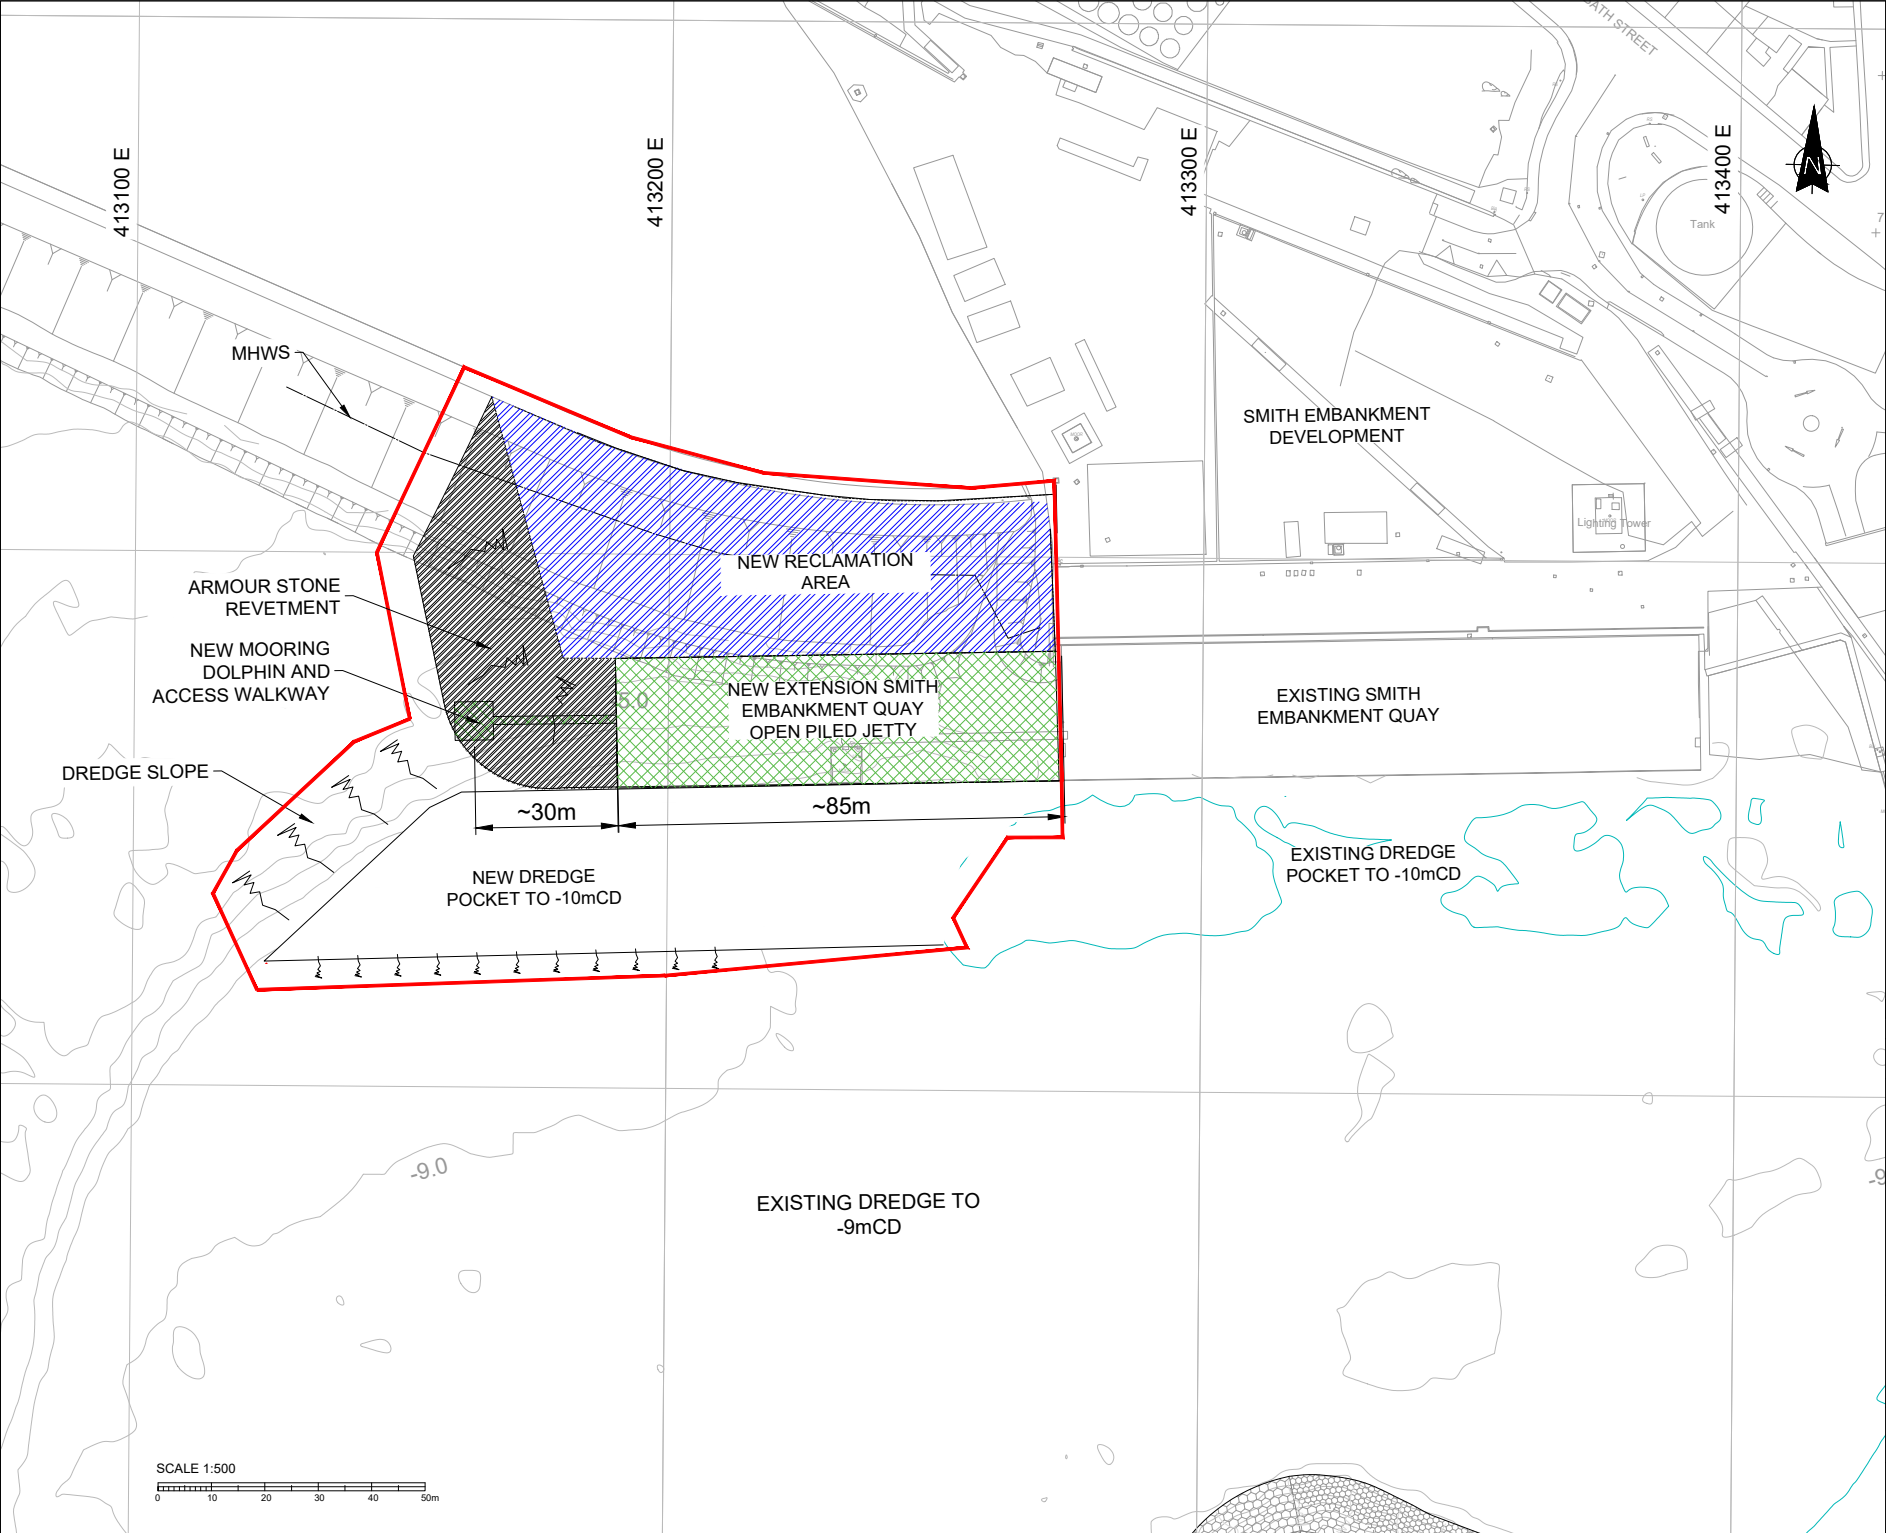 413100 E
413200 E
413300 E
413400 E
N
Tank
MHWS
SMITH EMBANKMENT
DEVELOPMENT
Lighting Tower
NEW RECLAMATION
AREA
ARMOUR STONE
REVETMENT
NEW MOORING
DOLPHIN AND
ACCESS WALKWAY
5.0
NEW EXTENSION SMITH
EMBANKMENT QUAY
OPEN PILED JETTY
EXISTING SMITH
EMBANKMENT QUAY
DREDGE SLOPE
~30m
~85m
NEW DREDGE
POCKET TO -10mCD
EXISTING DREDGE
POCKET TO -10mCD
-9.0
-9
EXISTING DREDGE TO
-9mCD
SCALE 1:500
0 10 20 30 40 50m